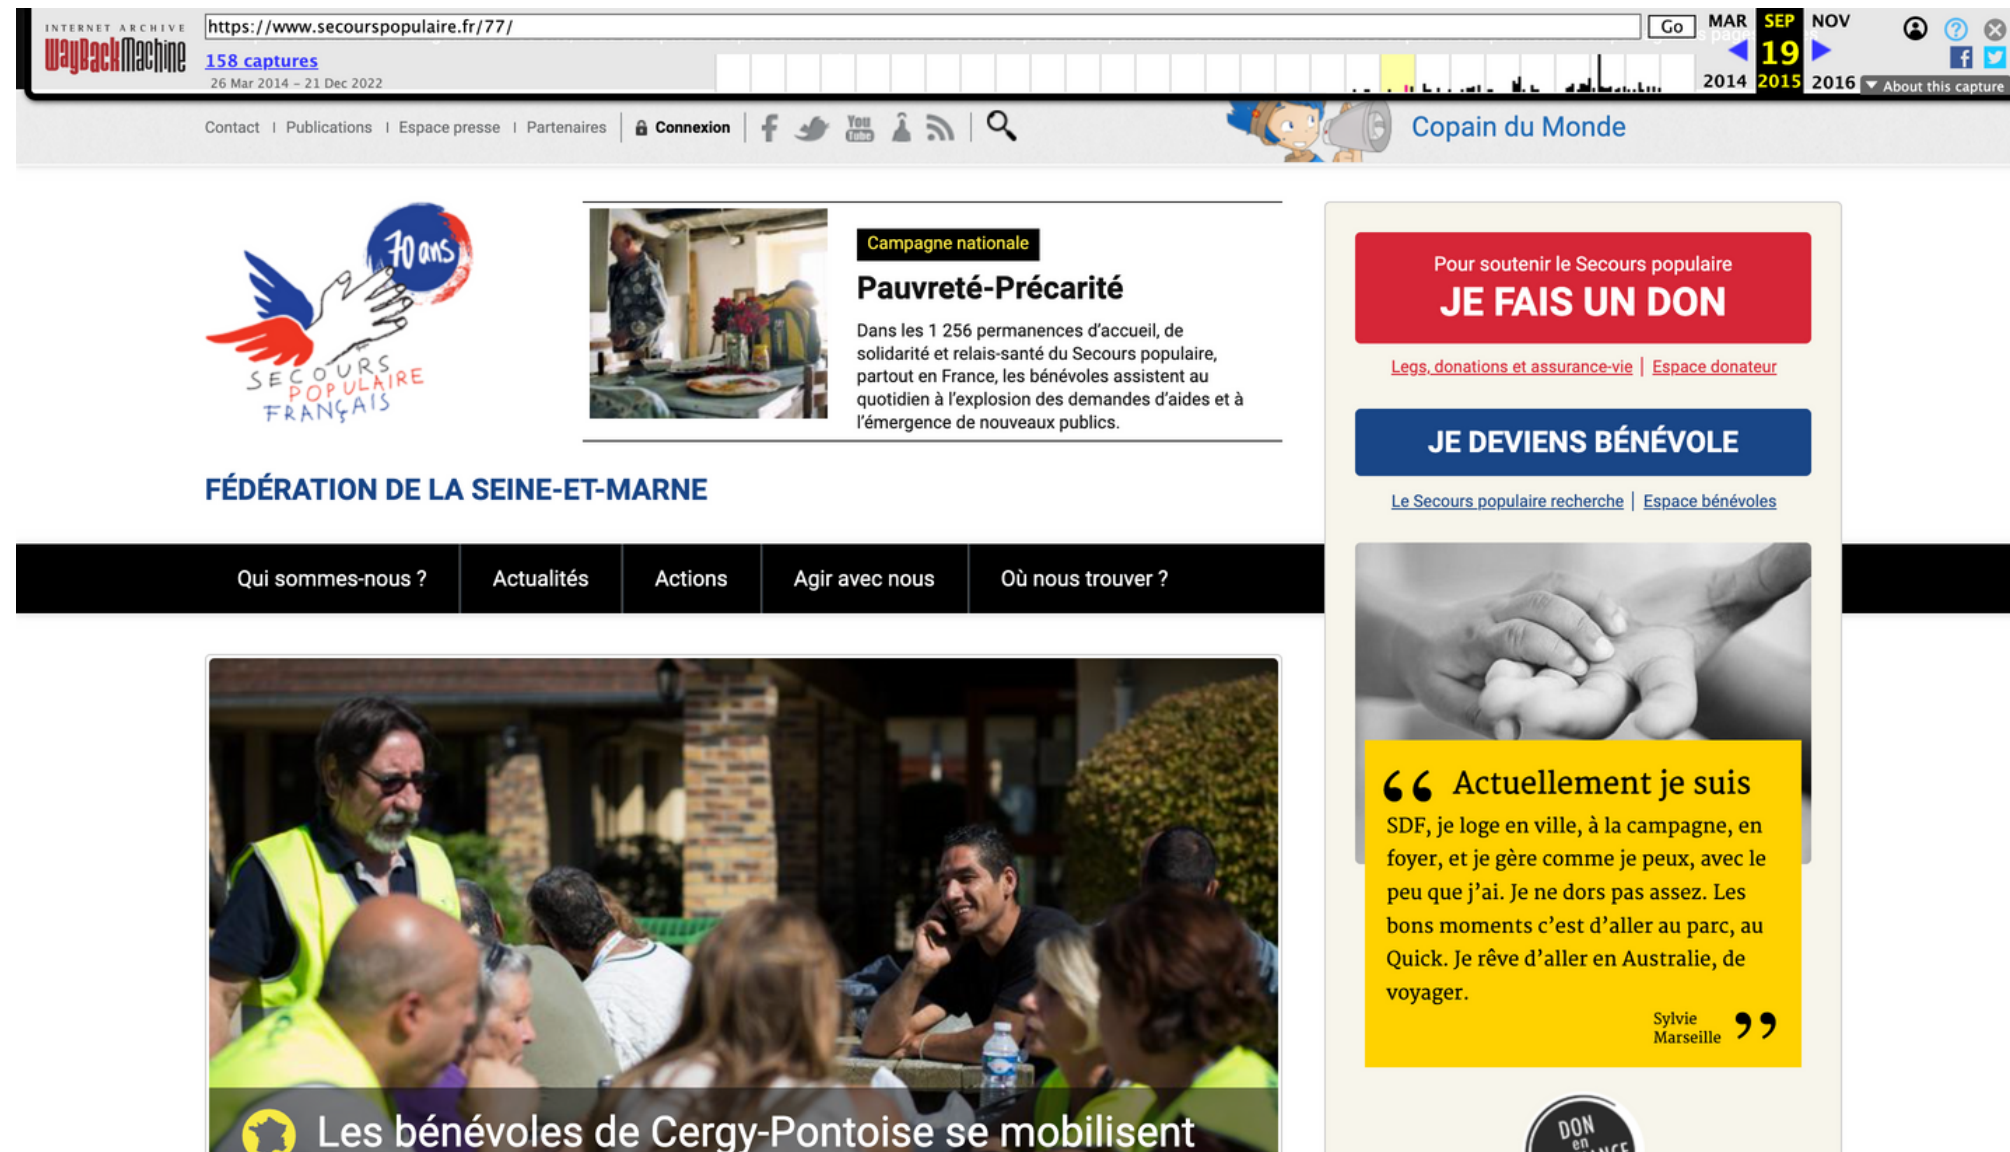 INTERNET ARCHIVE
WayBackMachine
https://www.secourspopulaire.fr/77/
Go
158 captures
26 Mar 2014 – 21 Dec 2022
MAR SEP NOV
19
2014 2015 2016
About this capture
Contact | Publications | Espace presse | Partenaires
Connexion
You
Tube
Copain du Monde
70 ans
SECOURS
POPULAIRE
FRANÇAIS
Campagne nationale
Pauvreté-Précarité
Dans les 1 256 permanences d’accueil, de
solidarité et relais-santé du Secours populaire,
partout en France, les bénévoles assistent au
quotidien à l’explosion des demandes d’aides et à
l’émergence de nouveaux publics.
FÉDÉRATION DE LA SEINE-ET-MARNE
Pour soutenir le Secours populaire
JE FAIS UN DON
Legs, donations et assurance-vie | Espace donateur
JE DEVIENS BÉNÉVOLE
Le Secours populaire recherche | Espace bénévoles
Qui sommes-nous ?
Actualités
Actions
Agir avec nous
Où nous trouver ?
Les bénévoles de Cergy-Pontoise se mobilisent
“ Actuellement je suis
SDF, je loge en ville, à la campagne, en
foyer, et je gère comme je peux, avec le
peu que j’ai. Je ne dors pas assez. Les
bons moments c’est d’aller au parc, au
Quick. Je rêve d’aller en Australie, de
voyager.
Sylvie
Marseille ”
DON
en